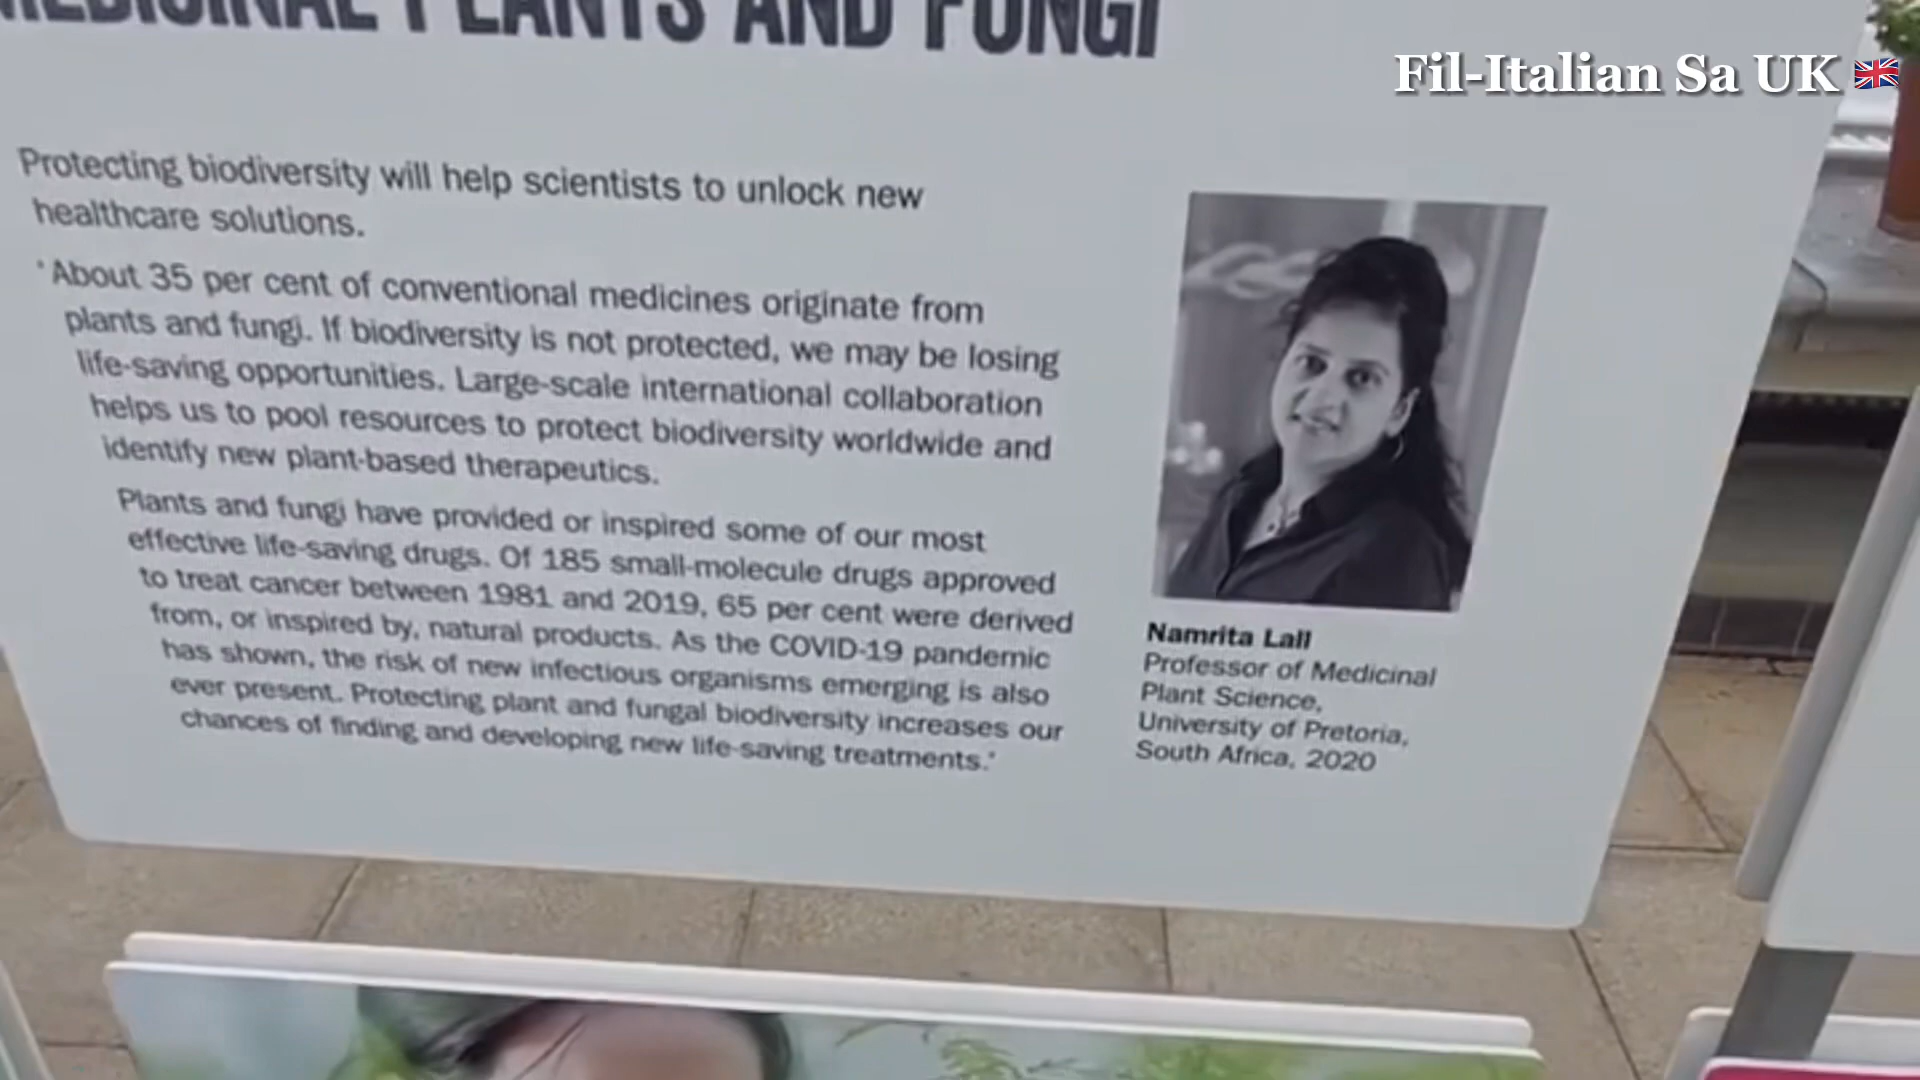 MEDICINAL PLANTS AND FUNGI
Fil-Italian Sa UK
Protecting biodiversity will help scientists to unlock new
healthcare solutions.
'About 35 per cent of conventional medicines originate from
plants and fungi. If biodiversity is not protected, we may be losing
life-saving opportunities. Large-scale international collaboration
helps us to pool resources to protect biodiversity worldwide and
identify new plant-based therapeutics.
Plants and fungi have provided or inspired some of our most
effective life-saving drugs. Of 185 small-molecule drugs approved
to treat cancer between 1981 and 2019, 65 per cent were derived
from, or inspired by, natural products. As the COVID-19 pandemic
has shown, the risk of new infectious organisms emerging is also
ever present. Protecting plant and fungal biodiversity increases our
chances of finding and developing new life-saving treatments.'
Namrita Lall
Professor of Medicinal
Plant Science,
University of Pretoria,
South Africa, 2020